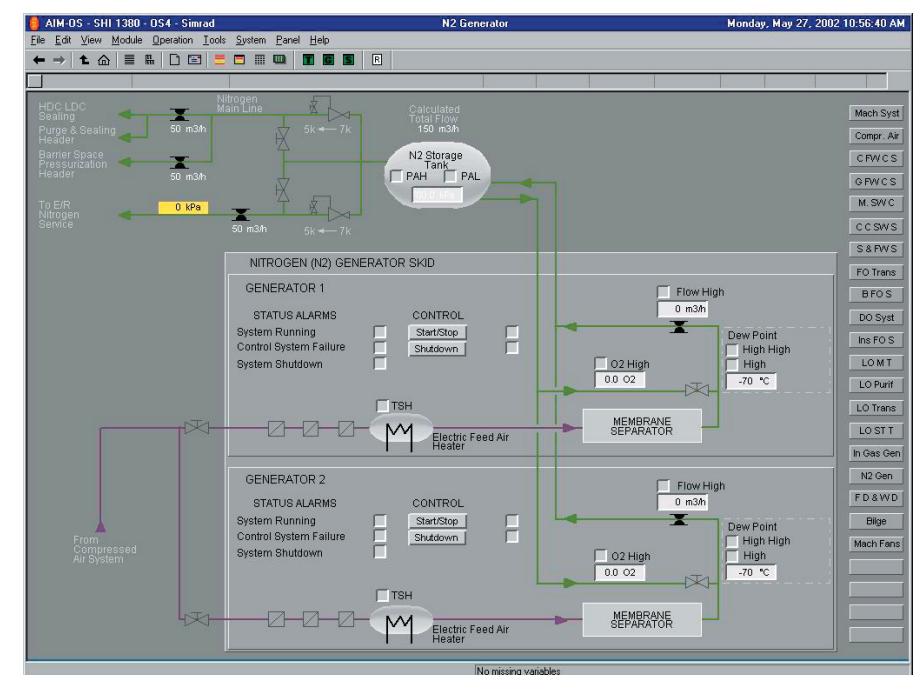 AIM-OS - SHI 1380 - OS4 - Simrad
N2 Generator
Monday, May 27, 2002 10:56:40 AM
File Edit View Module Operation Tools System Panel Help
T G S R
HDC LDC
Sealing
Purge & Sealing
Header
Barrier Space
Pressurization
Header
To E/R
Nitrogen
Service
Nitrogen
Main Line
50 m3/h
5k 7k
50 m3/h
0 kPa
50 m3/h
5k 7k
Calculated
Total Flow
150 m3/h
N2 Storage
Tank
PAH PAL
NITROGEN (N2) GENERATOR SKID
GENERATOR 1
STATUS ALARMS CONTROL
System Running Start/Stop
Control System Failure Shutdown
System Shutdown
TSH
Electric Feed Air
Heater
Flow High
0 m3/h
O2 High
0.0 O2
Dew Point
High High
High
-70 °C
MEMBRANE
SEPARATOR
GENERATOR 2
STATUS ALARMS CONTROL
System Running Start/Stop
Control System Failure Shutdown
System Shutdown
TSH
Electric Feed Air
Heater
Flow High
0 m3/h
O2 High
0.0 O2
Dew Point
High High
High
-70 °C
MEMBRANE
SEPARATOR
From
Compressed
Air System
Mach Syst
Compr. Air
C FW C S
G FW C S
M. SW C
C C SW S
S & FW S
FO Trans
B FO S
DO Syst
Ins FO S
LO M T
LO Purif
LO Trans
LO ST T
In Gas Gen
N2 Gen
F D & W D
Bilge
Mach Fans
No missing variables